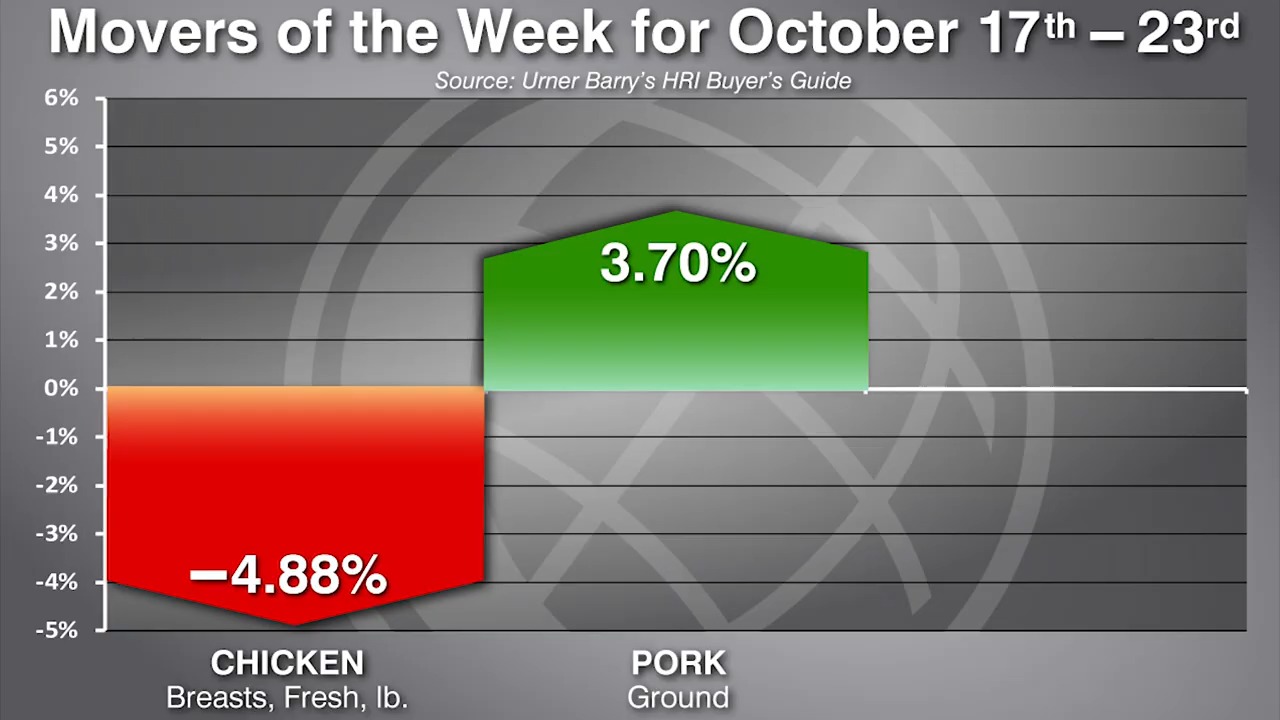 Movers of the Week for October 17th – 23rd
Source: Urner Barry's HRI Buyer's Guide
6%
5%
4%
3%
2%
1%
0%
-1%
-2%
-3%
-4%
-5%
3.70%
–4.88%
CHICKEN
Breasts, Fresh, lb.
PORK
Ground